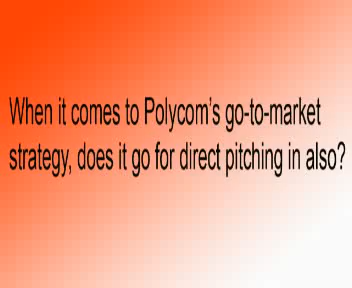 When it comes to Polycom's go-to-market
strategy, does it go for direct pitching in also?